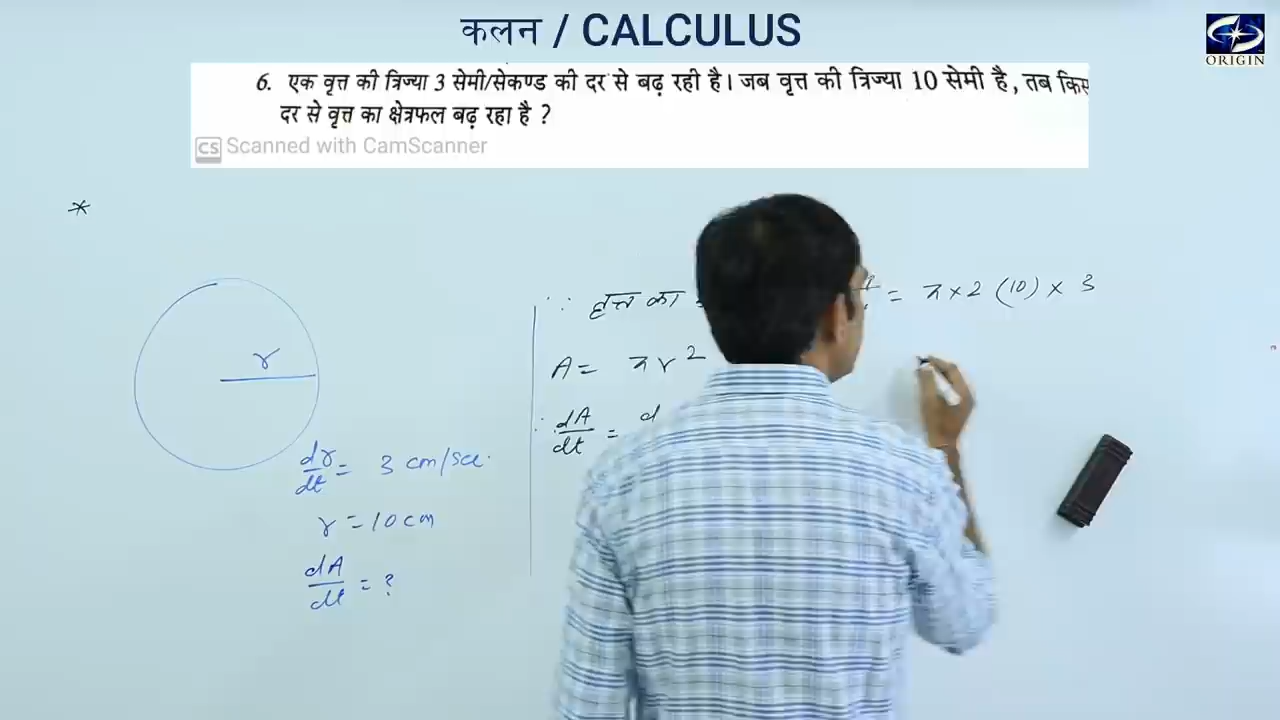 कलन / CALCULUS
ORIGIN
6. एक वृत्त की त्रिज्या 3 सेमी/सेकण्ड की दर से बढ़ रही है। जब वृत्त की त्रिज्या 10 सेमी है, तब
दर से वृत्त का क्षेत्रफल बढ़ रहा है ?
CS Scanned with CamScanner
*
r
dr/dt = 3 cm/sec.
r = 10 cm
dA/dt = ?
∵ वृत्त का
A = πr²
∴ dA/dt = d
= π × 2 (10) × 3